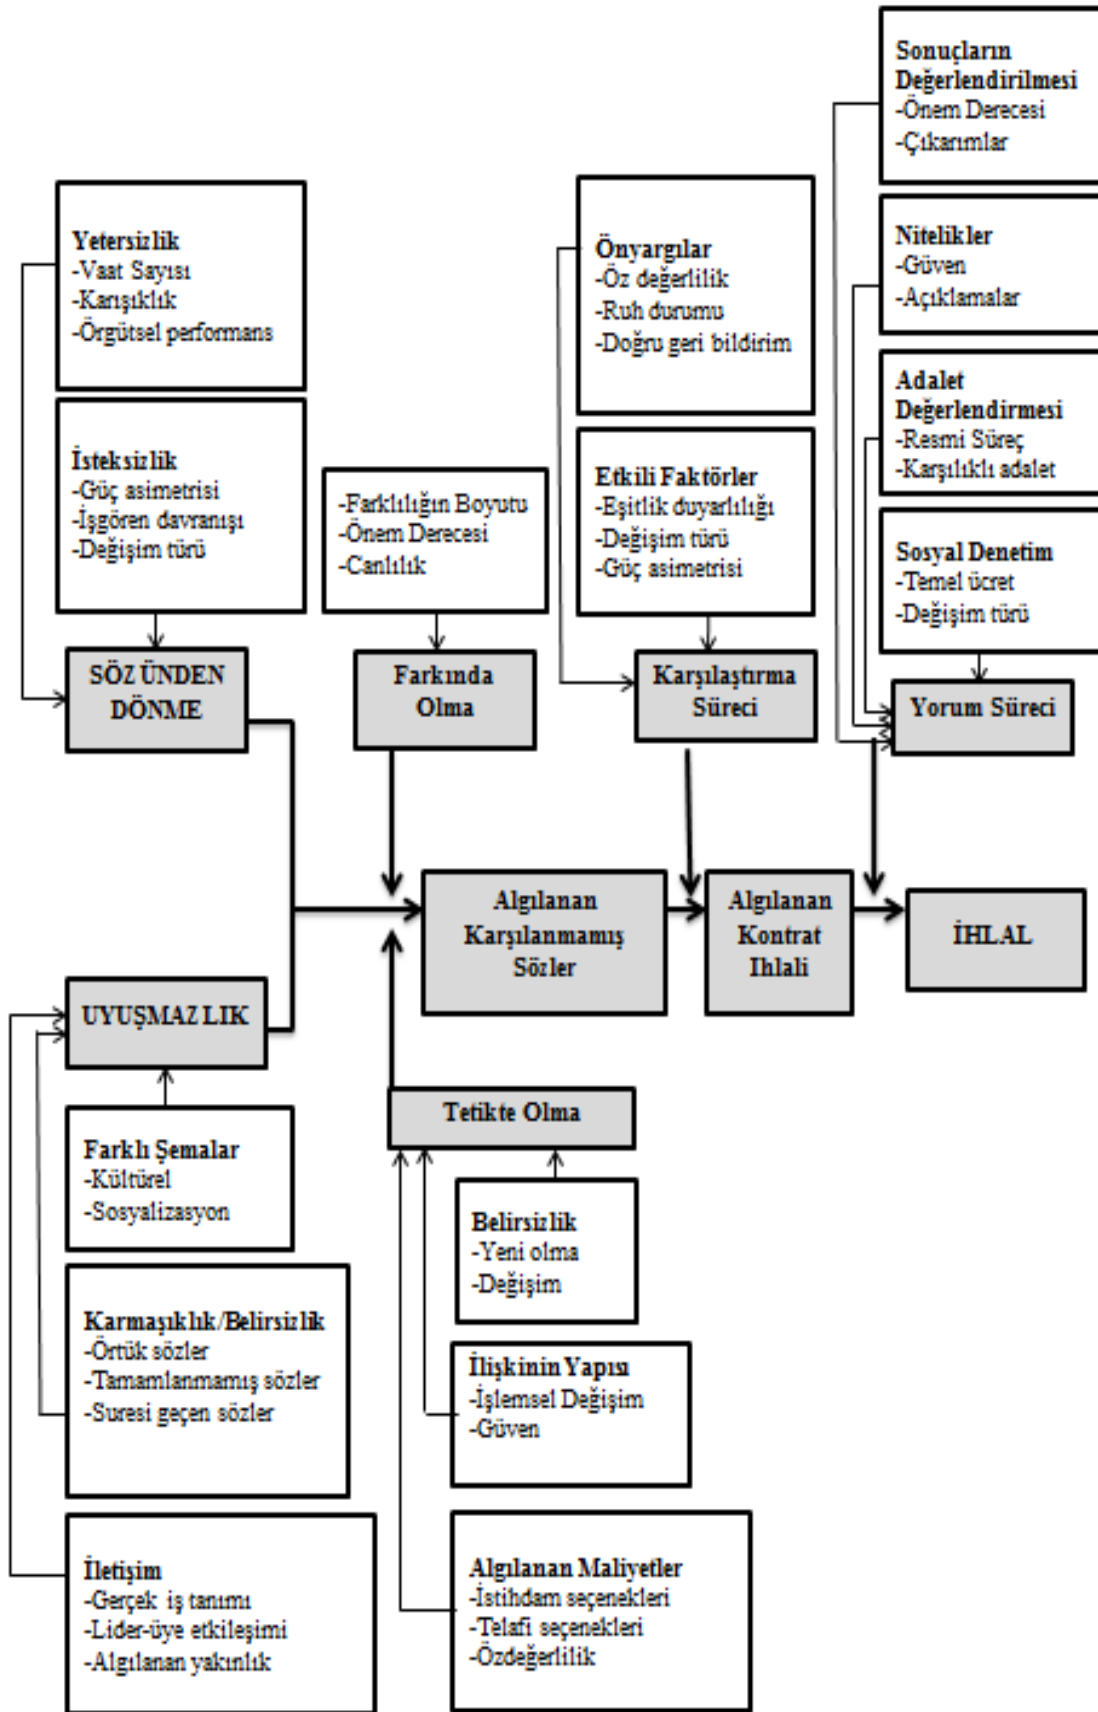 Sonuçların
Değerlendirilmesi
-Önem Derecesi
-Çıkarımlar
Yetersizlik
-Vaat Sayısı
-Karışıklık
-Örgütsel performans
Önyargılar
-Öz değerlilik
-Ruh durumu
-Doğru geri bildirim
Nitelikler
-Güven
-Açıklamalar
Adalet
Değerlendirmesi
-Resmi Süreç
-Karşılıklı adalet
İsteksizlik
-Güç asimetrisi
-İşgören davranışı
-Değişim türü
-Farklılığın Boyutu
-Önem Derecesi
-Canlılık
Etkili Faktörler
-Eşitlik duyarlılığı
-Değişim türü
-Güç asimetrisi
Sosyal Denetim
-Temel ücret
-Değişim türü
SÖZÜNDEN
DÖNME
Farkında
Olma
Karşılaştırma
Süreci
Yorum Süreci
Algılanan
Karşılanmamış
Sözler
Algılanan
Kontrat
Ihlali
İHLAL
UYUŞMAZLIK
Tetikte Olma
Farklı Şemalar
-Kültürel
-Sosyalizasyon
Belirsizlik
-Yeni olma
-Değişim
Karmaşıklık/Belirsizlik
-Örtük sözler
-Tamamlanmamış sözler
-Suresi geçen sözler
İlişkinin Yapısı
-İşlemsel Değişim
-Güven
İletişim
-Gerçek iş tanımı
-Lider-üye etkileşimi
-Algılanan yakınlık
Algılanan Maliyetler
-İstihdam seçenekleri
-Telafi seçenekleri
-Özdeğerlilik